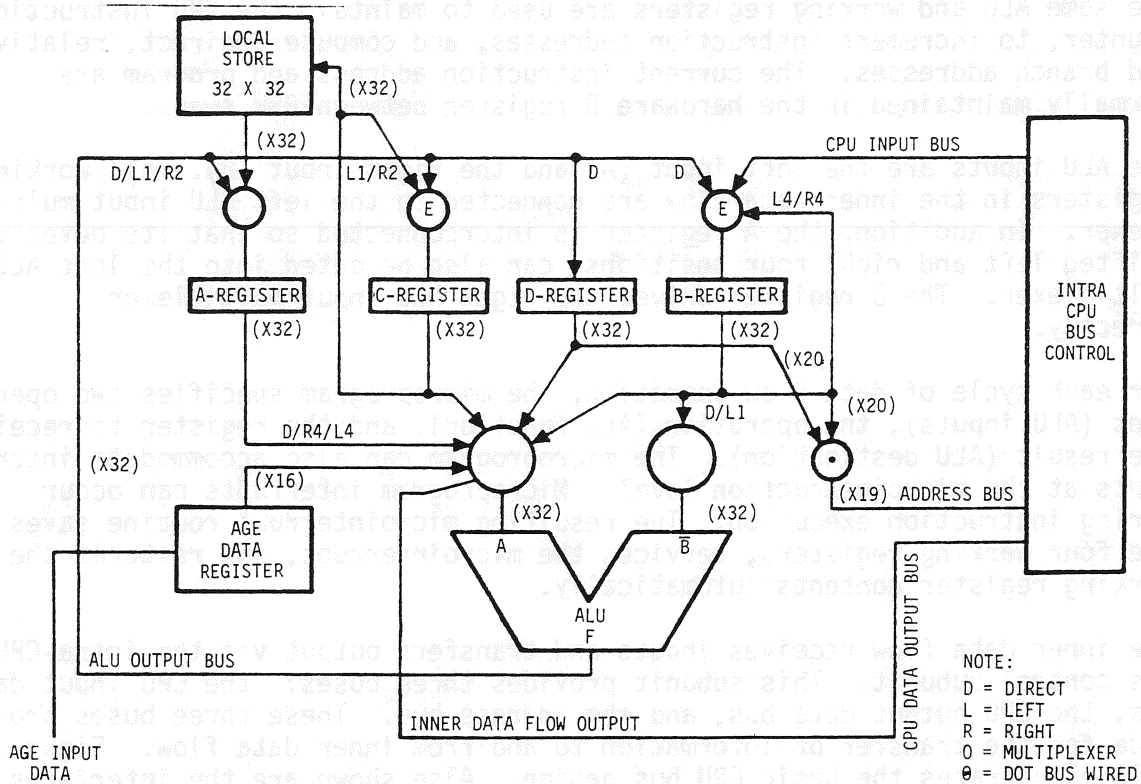 LOCAL
STORE
32 X 32
(X32)
(X32)
CPU INPUT BUS
D/L1/R2
L1/R2
D
D
E
E
L4/R4
A-REGISTER
C-REGISTER
D-REGISTER
B-REGISTER
INTRA
CPU
BUS
CONTROL
(X32)
(X32)
(X32)
(X32)
(X20
(X20)
D/L1
D/R4/L4
(X32)
(X16)
(X19) ADDRESS BUS
(X32)
(X32)
AGE
DATA
REGISTER
A
B̅
ALU
F
ALU OUTPUT BUS
INNER DATA FLOW OUTPUT
CPU DATA OUTPUT BUS
AGE INPUT
DATA
NOTE:
D = DIRECT
L = LEFT
R = RIGHT
O = MULTIPLEXER
θ = DOT BUS WIRED